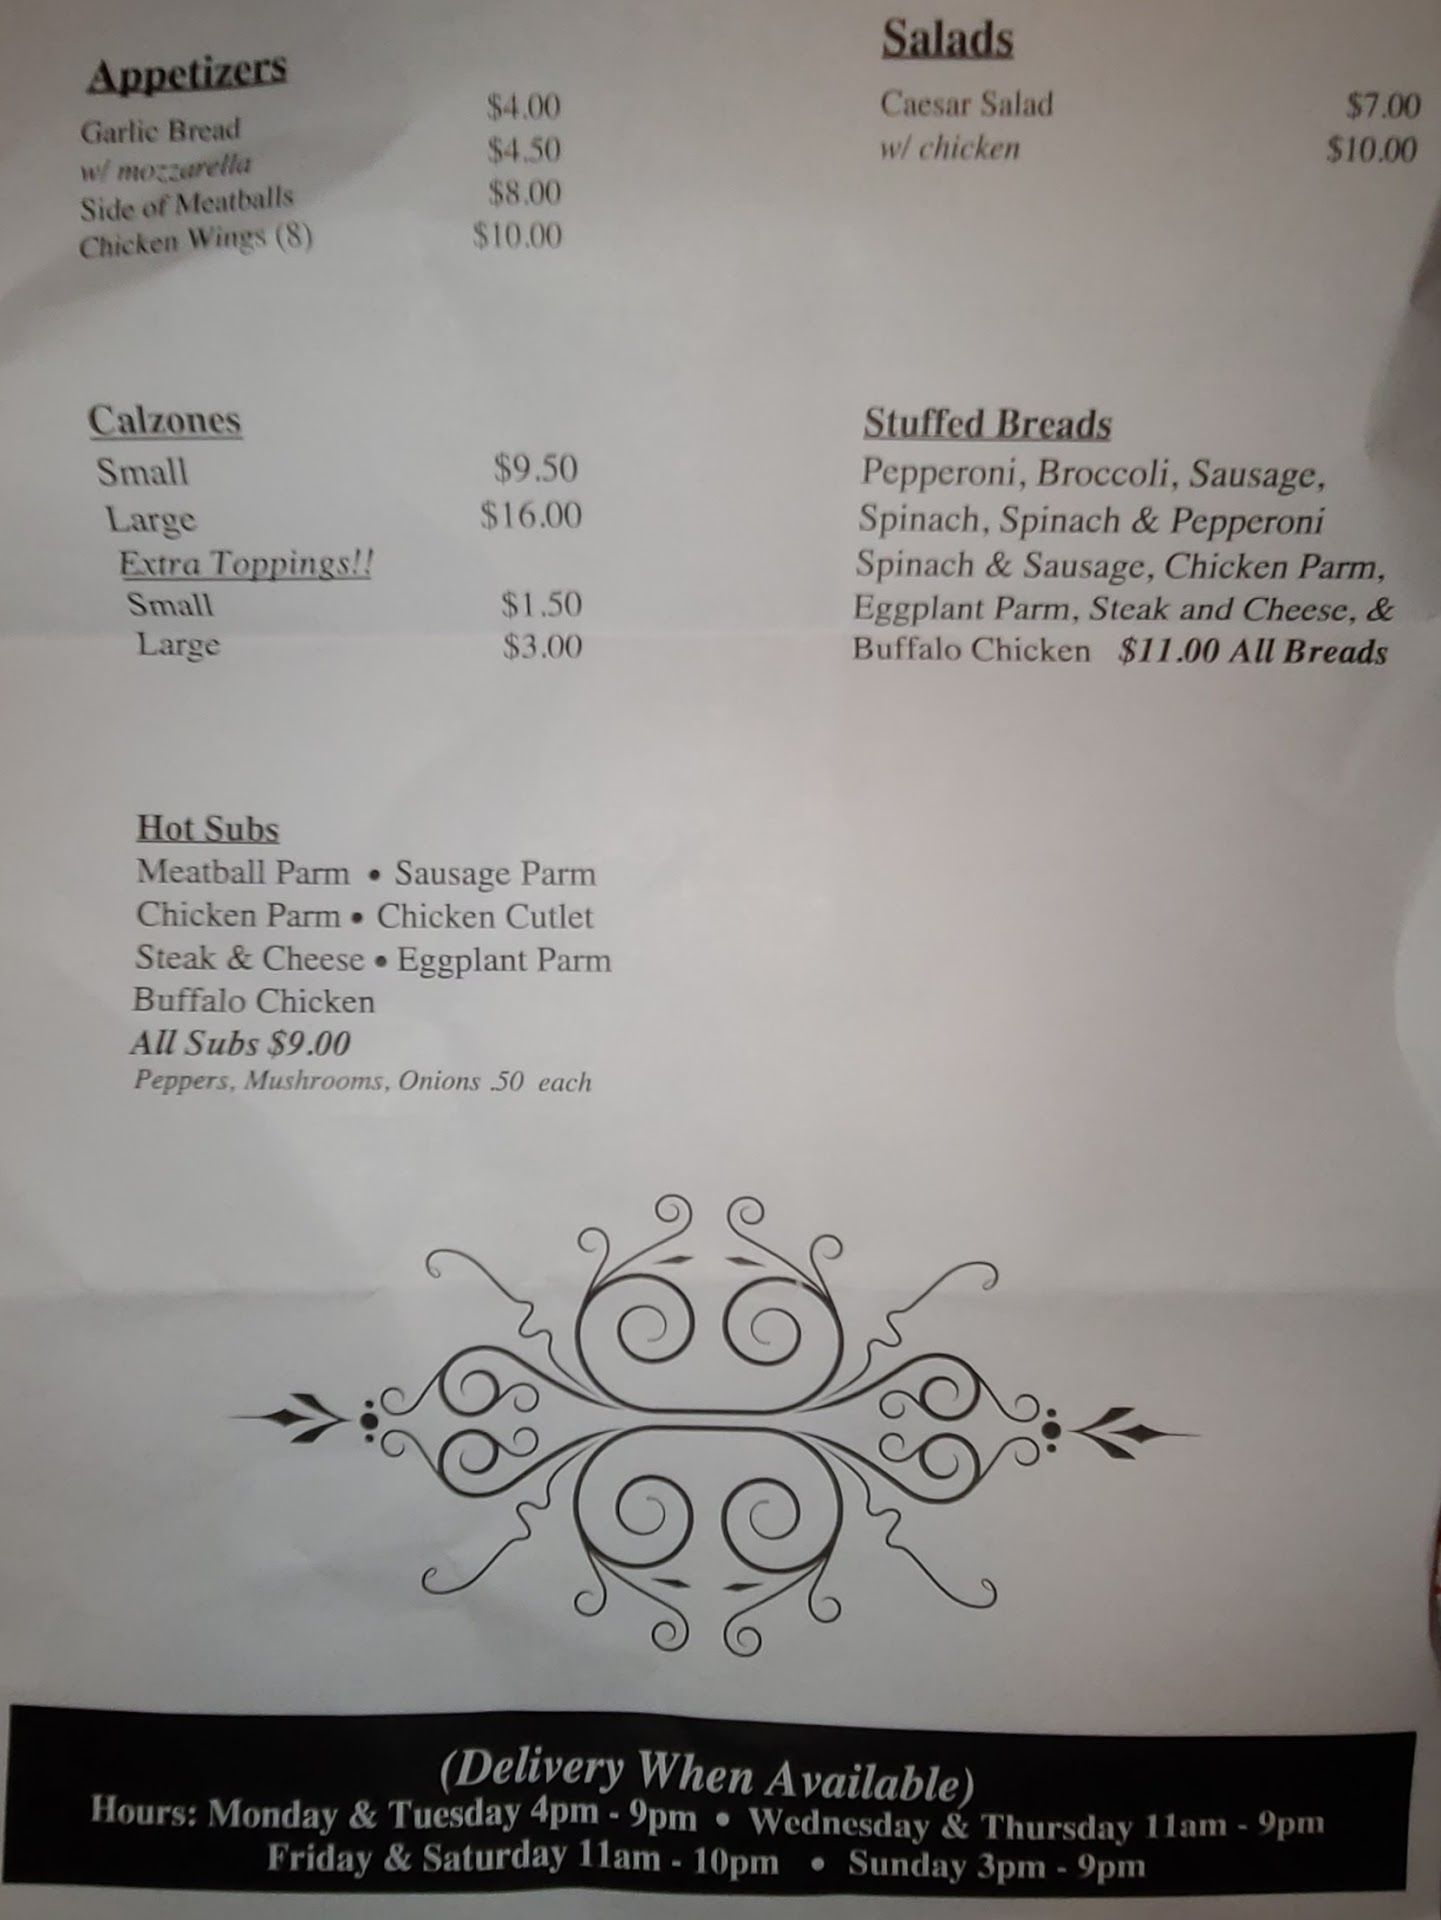 Appetizers
Garlic Bread $4.00
w/ mozzarella $4.50
Side of Meatballs $8.00
Chicken Wings (8) $10.00
Salads
Caesar Salad $7.00
w/ chicken $10.00
Calzones
Small $9.50
Large $16.00
Extra Toppings!!
Small $1.50
Large $3.00
Stuffed Breads
Pepperoni, Broccoli, Sausage,
Spinach, Spinach & Pepperoni
Spinach & Sausage, Chicken Parm,
Eggplant Parm, Steak and Cheese, &
Buffalo Chicken $11.00 All Breads
Hot Subs
Meatball Parm • Sausage Parm
Chicken Parm • Chicken Cutlet
Steak & Cheese • Eggplant Parm
Buffalo Chicken
All Subs $9.00
Peppers, Mushrooms, Onions .50 each
(Delivery When Available)
Hours: Monday & Tuesday 4pm - 9pm • Wednesday & Thursday 11am - 9pm
Friday & Saturday 11am - 10pm • Sunday 3pm - 9pm